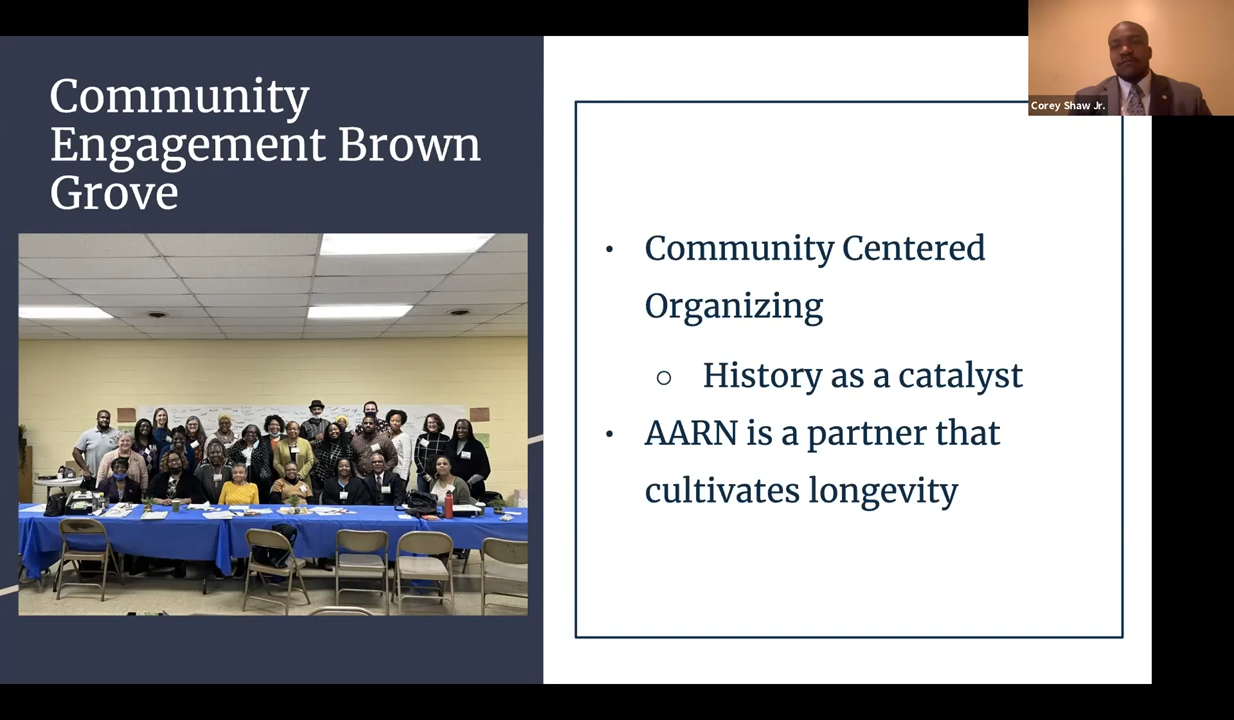 Community
Engagement Brown
Grove
Corey Shaw Jr.
• Community Centered
Organizing
○ History as a catalyst
• AARN is a partner that
cultivates longevity